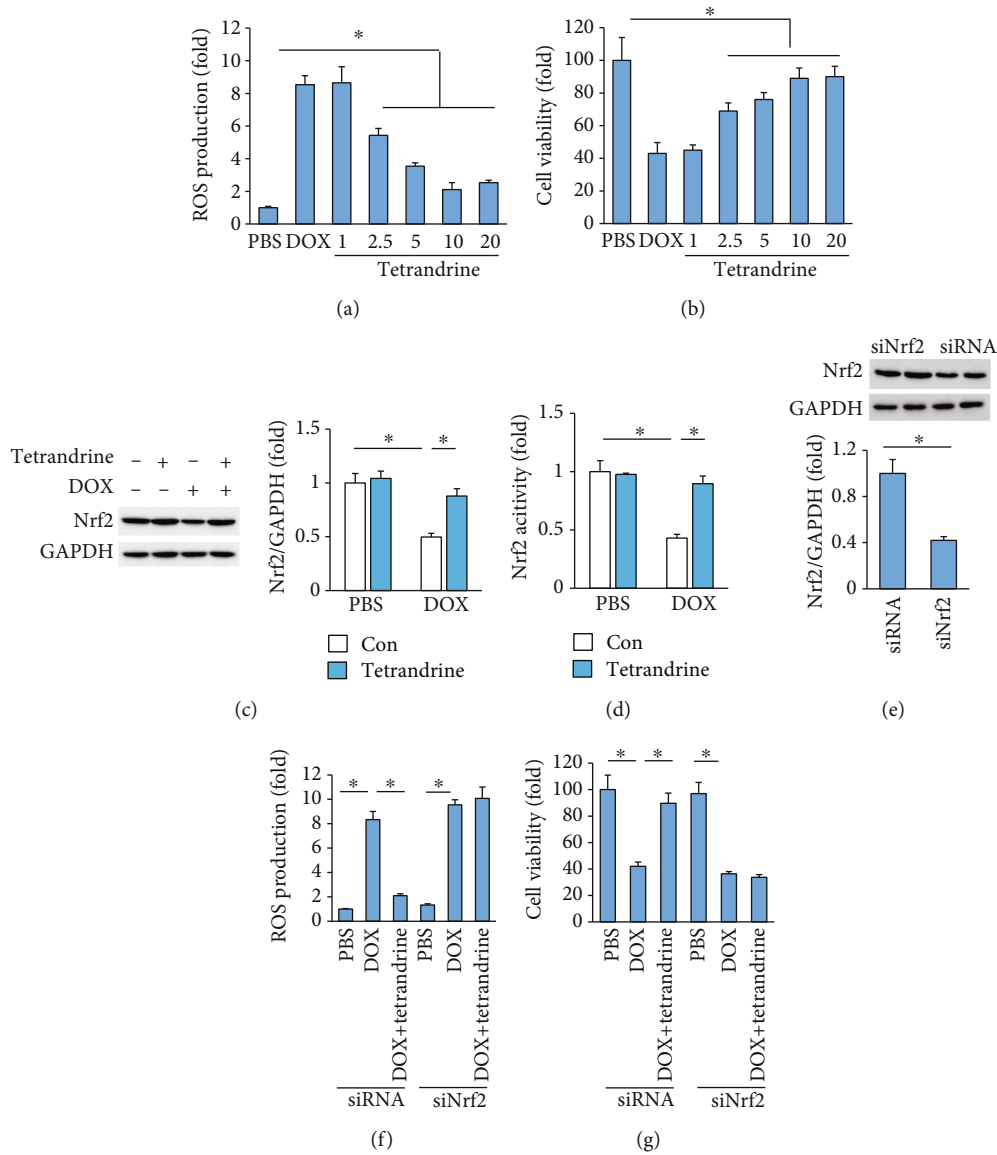 *
ROS production (fold)
12
10
8
6
4
2
0
PBS DOX 1 2.5 5 10 20
Tetrandrine
(a)
*
Cell viability (fold)
120
100
80
60
40
20
0
PBS DOX 1 2.5 5 10 20
Tetrandrine
(b)
Tetrandrine – + – +
DOX – – + +
Nrf2
GAPDH
Nrf2/GAPDH (fold)
1.5
1
0.5
0
* *
PBS DOX
Con
Tetrandrine
(c)
Nrf2 acitivity (fold)
1.5
1
0.5
0
* *
PBS DOX
Con
Tetrandrine
(d)
siNrf2 siRNA
Nrf2
GAPDH
Nrf2/GAPDH (fold)
1.2
0.8
0.4
0
*
siRNA
siNrf2
(e)
ROS production (fold)
12
10
8
6
4
2
0
* * *
PBS
DOX
DOX+tetrandrine
PBS
DOX
DOX+tetrandrine
siRNA siNrf2
(f)
Cell viability (fold)
120
100
80
60
40
20
0
* * *
PBS
DOX
DOX+tetrandrine
PBS
DOX
DOX+tetrandrine
siRNA siNrf2
(g)